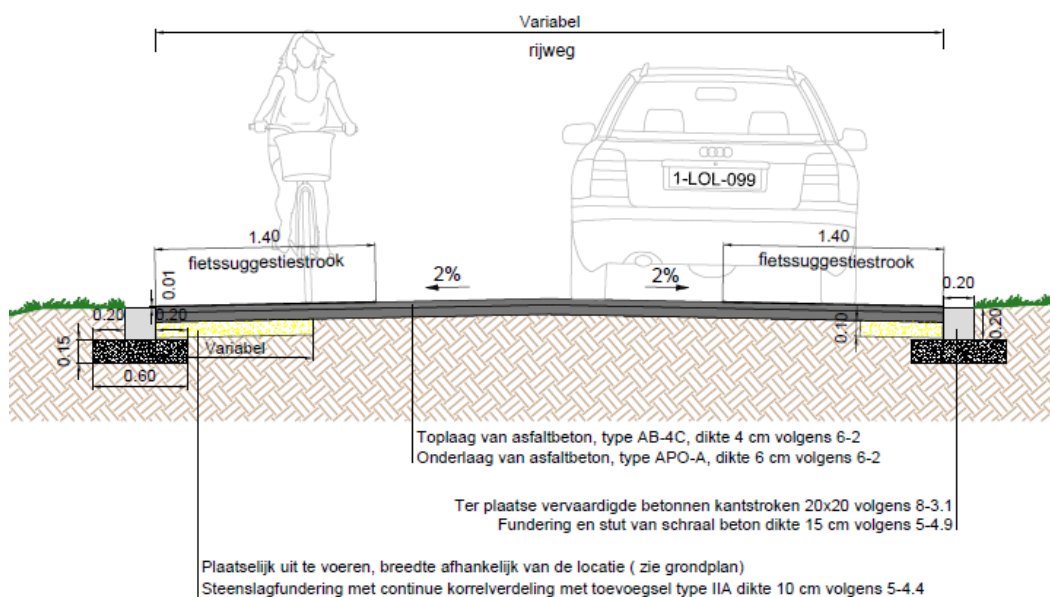 Variabel
rijweg
1-LOL-099
1.40
1.40
fietssuggestiestrook
fietssuggestiestrook
2%
2%
0.01
0.20
0.20
0.20
0.20
0.15
Variabel
0.10
0.60
Toplaag van asfaltbeton, type AB-4C, dikte 4 cm volgens 6-2
Onderlaag van asfaltbeton, type APO-A, dikte 6 cm volgens 6-2
Ter plaatse vervaardigde betonnen kantstroken 20x20 volgens 8-3.1
Fundering en stut van schraal beton dikte 15 cm volgens 5-4.9
Plaatselijk uit te voeren, breedte afhankelijk van de locatie ( zie grondplan)
Steenslagfundering met continue korrelverdeling met toevoegsel type IIA dikte 10 cm volgens 5-4.4